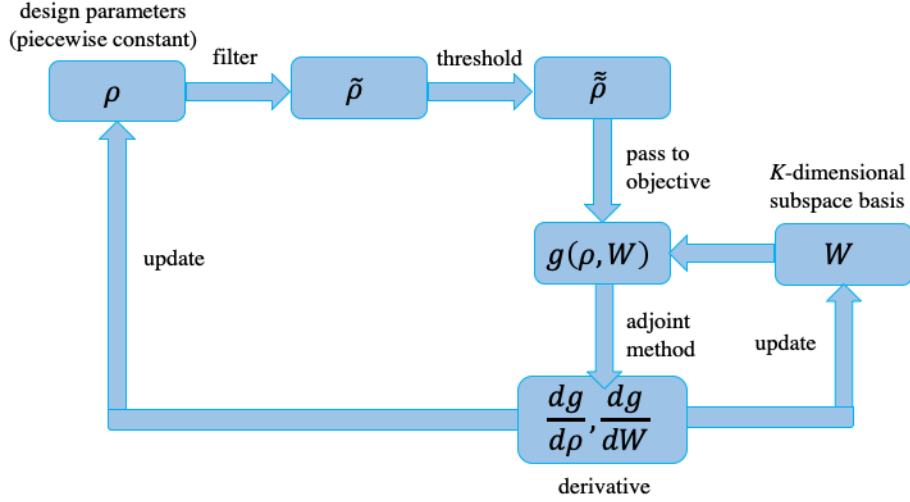 design parameters
(piecewise constant)
filter
threshold
ρ
ρ̃
ρ̃̃
pass to
objective
K-dimensional
subspace basis
g(ρ, W)
W
update
adjoint
method
update
dg/dρ, dg/dW
derivative